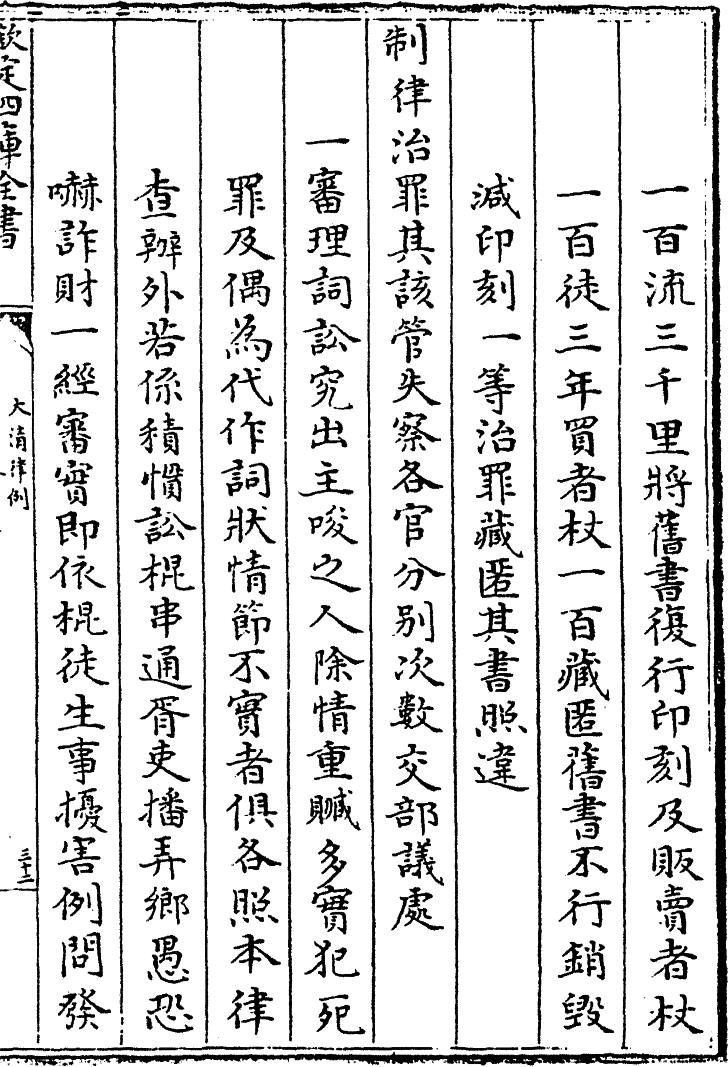 一百流三千里將舊書復行印刻及販賣者杖
一百徒三年買者杖一百藏匿舊書不行銷毀
減印刻一等治罪藏匿其書照違
制律治罪其該管失察各官分別次數交部議處
一審理詞訟究出主唆之人除情重贓多實犯死
罪及偶為代作詞狀情節不實者俱各照本律
查辦外若係積慣訟棍串通胥吏播弄鄉愚恐
嚇詐財一經審實即依棍徒生事擾害例問發
欽定四庫全書
大清律例
三十二